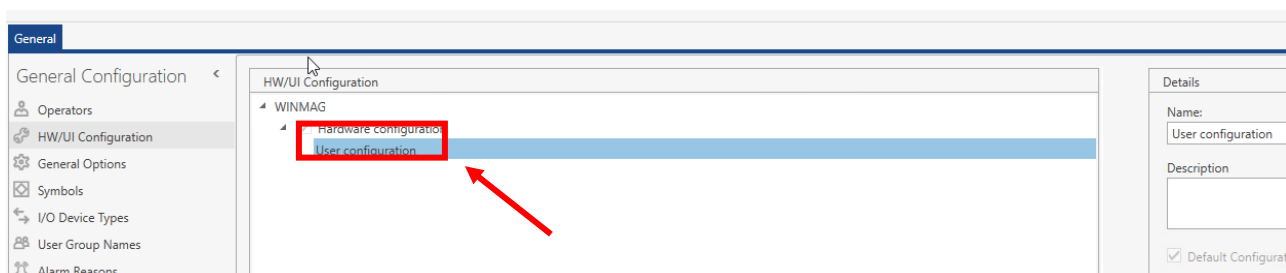 General
General Configuration
Operators
HW/UI Configuration
General Options
Symbols
I/O Device Types
User Group Names
Alarm Reasons
HW/UI Configuration
WINMAG
Hardware configuration
User configuration
Details
Name:
User configuration
Description
Default Configurat